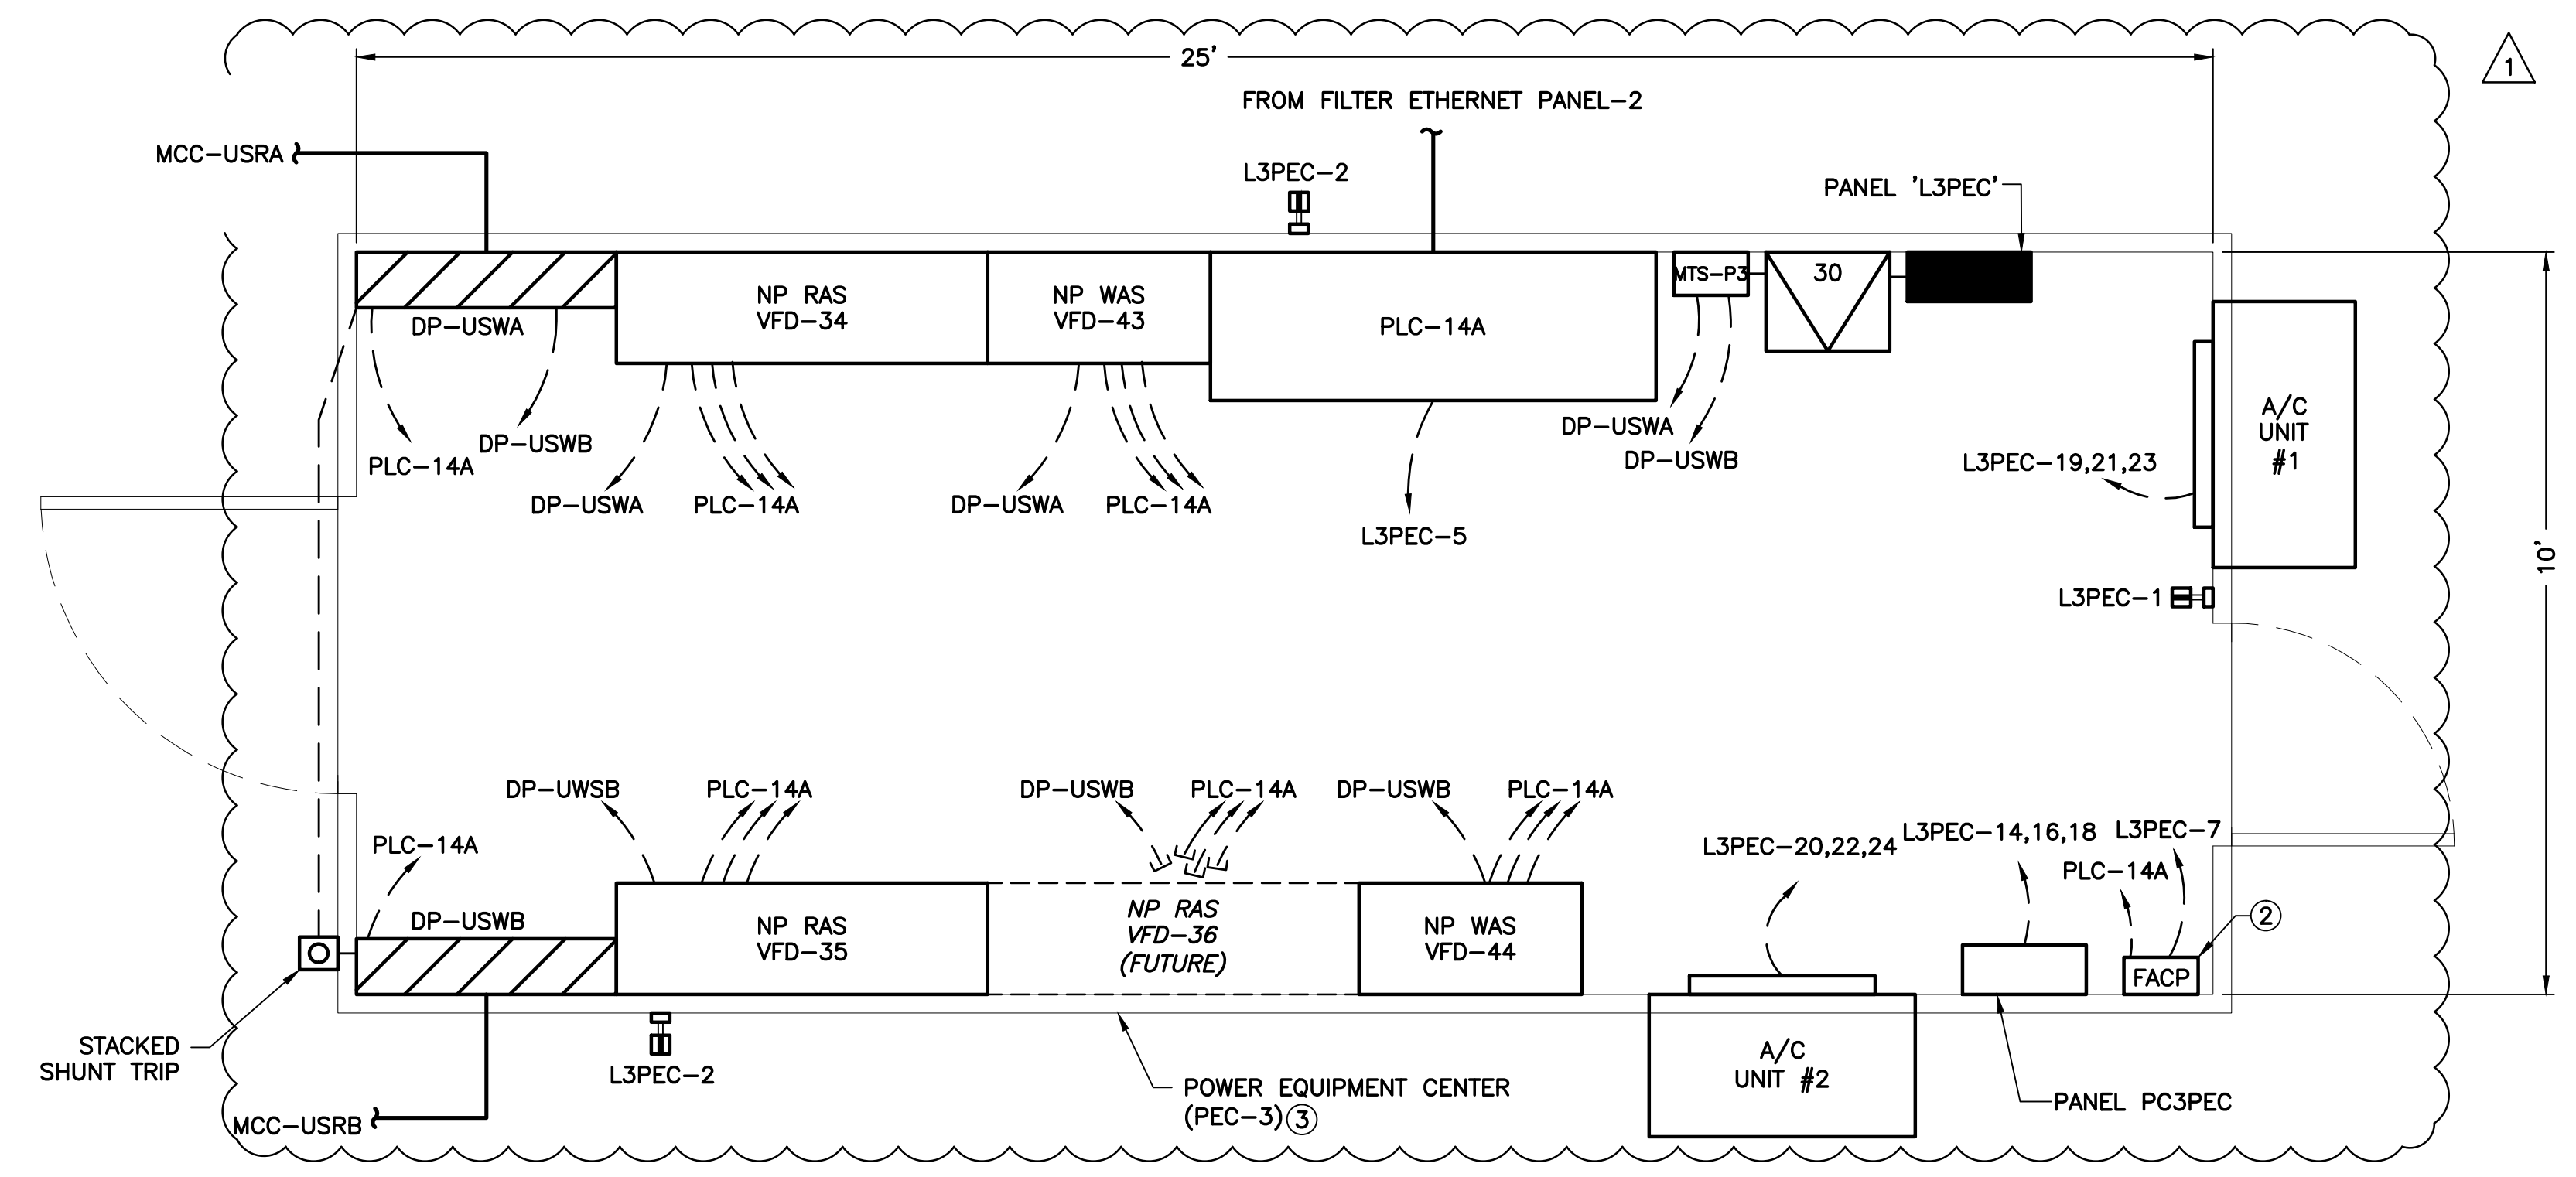 25'
1
FROM FILTER ETHERNET PANEL-2
MCC-USRA
L3PEC-2
PANEL 'L3PEC'
NP RAS
VFD-34
NP WAS
VFD-43
PLC-14A
MTS-P3
30
DP-USWA
A/C
UNIT
#1
DP-USWB
PLC-14A
DP-USWA
DP-USWB
L3PEC-19,21,23
DP-USWA
PLC-14A
DP-USWA
PLC-14A
L3PEC-5
10'
L3PEC-1
DP-UWSB
PLC-14A
DP-USWB
PLC-14A
DP-USWB
PLC-14A
PLC-14A
L3PEC-20,22,24
L3PEC-14,16,18
L3PEC-7
PLC-14A
DP-USWB
NP RAS
VFD-35
NP RAS
VFD-36
(FUTURE)
NP WAS
VFD-44
2
FACP
STACKED
SHUNT TRIP
L3PEC-2
A/C
UNIT #2
POWER EQUIPMENT CENTER
(PEC-3) 3
PANEL PC3PEC
MCC-USRB